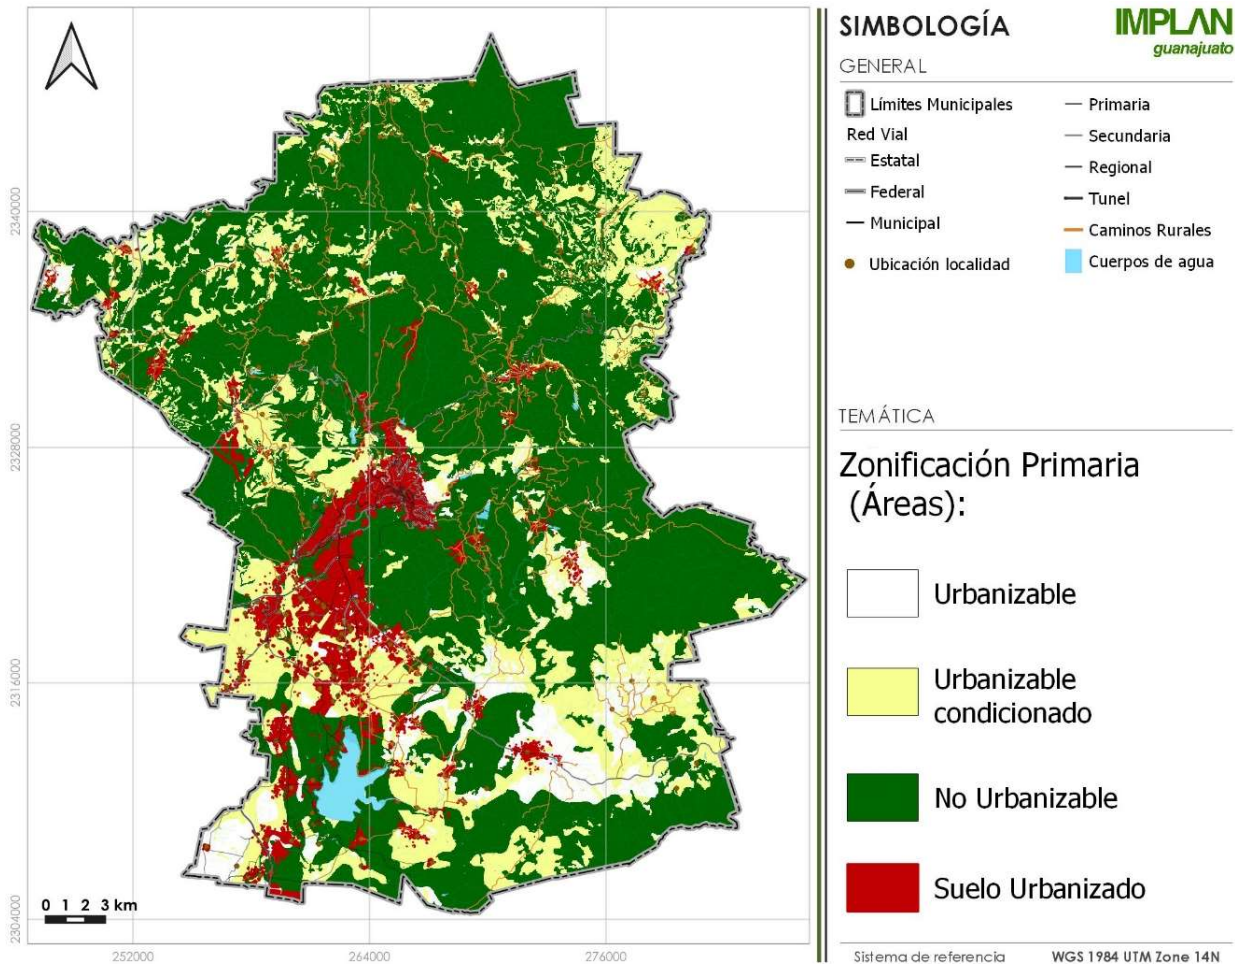 SIMBOLOGÍA
IMPLAN
guanajuato
GENERAL
Límites Municipales
Red Vial
Estatal
Federal
Municipal
Ubicación localidad
Primaria
Secundaria
Regional
Tunel
Caminos Rurales
Cuerpos de agua
TEMÁTICA
Zonificación Primaria
(Áreas):
Urbanizable
Urbanizable
condicionado
No Urbanizable
Suelo Urbanizado
Sistema de referencia WGS 1984 UTM Zone 14N
2340000
2328000
2316000
2304000
0 1 2 3 km
252000 264000 276000